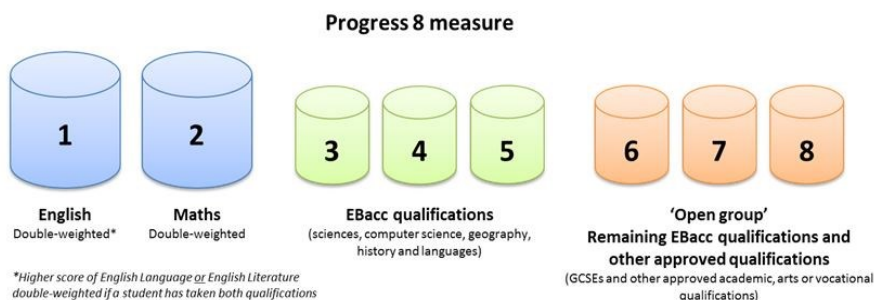 Progress 8 measure
1
2
3
4
5
6
7
8
English
Double-weighted*
Maths
Double-weighted
EBacc qualifications
(sciences, computer science, geography,
history and languages)
'Open group'
Remaining EBacc qualifications and
other approved qualifications
(GCSEs and other approved academic, arts or vocational
qualifications)
*Higher score of English Language or English Literature
double-weighted if a student has taken both qualifications